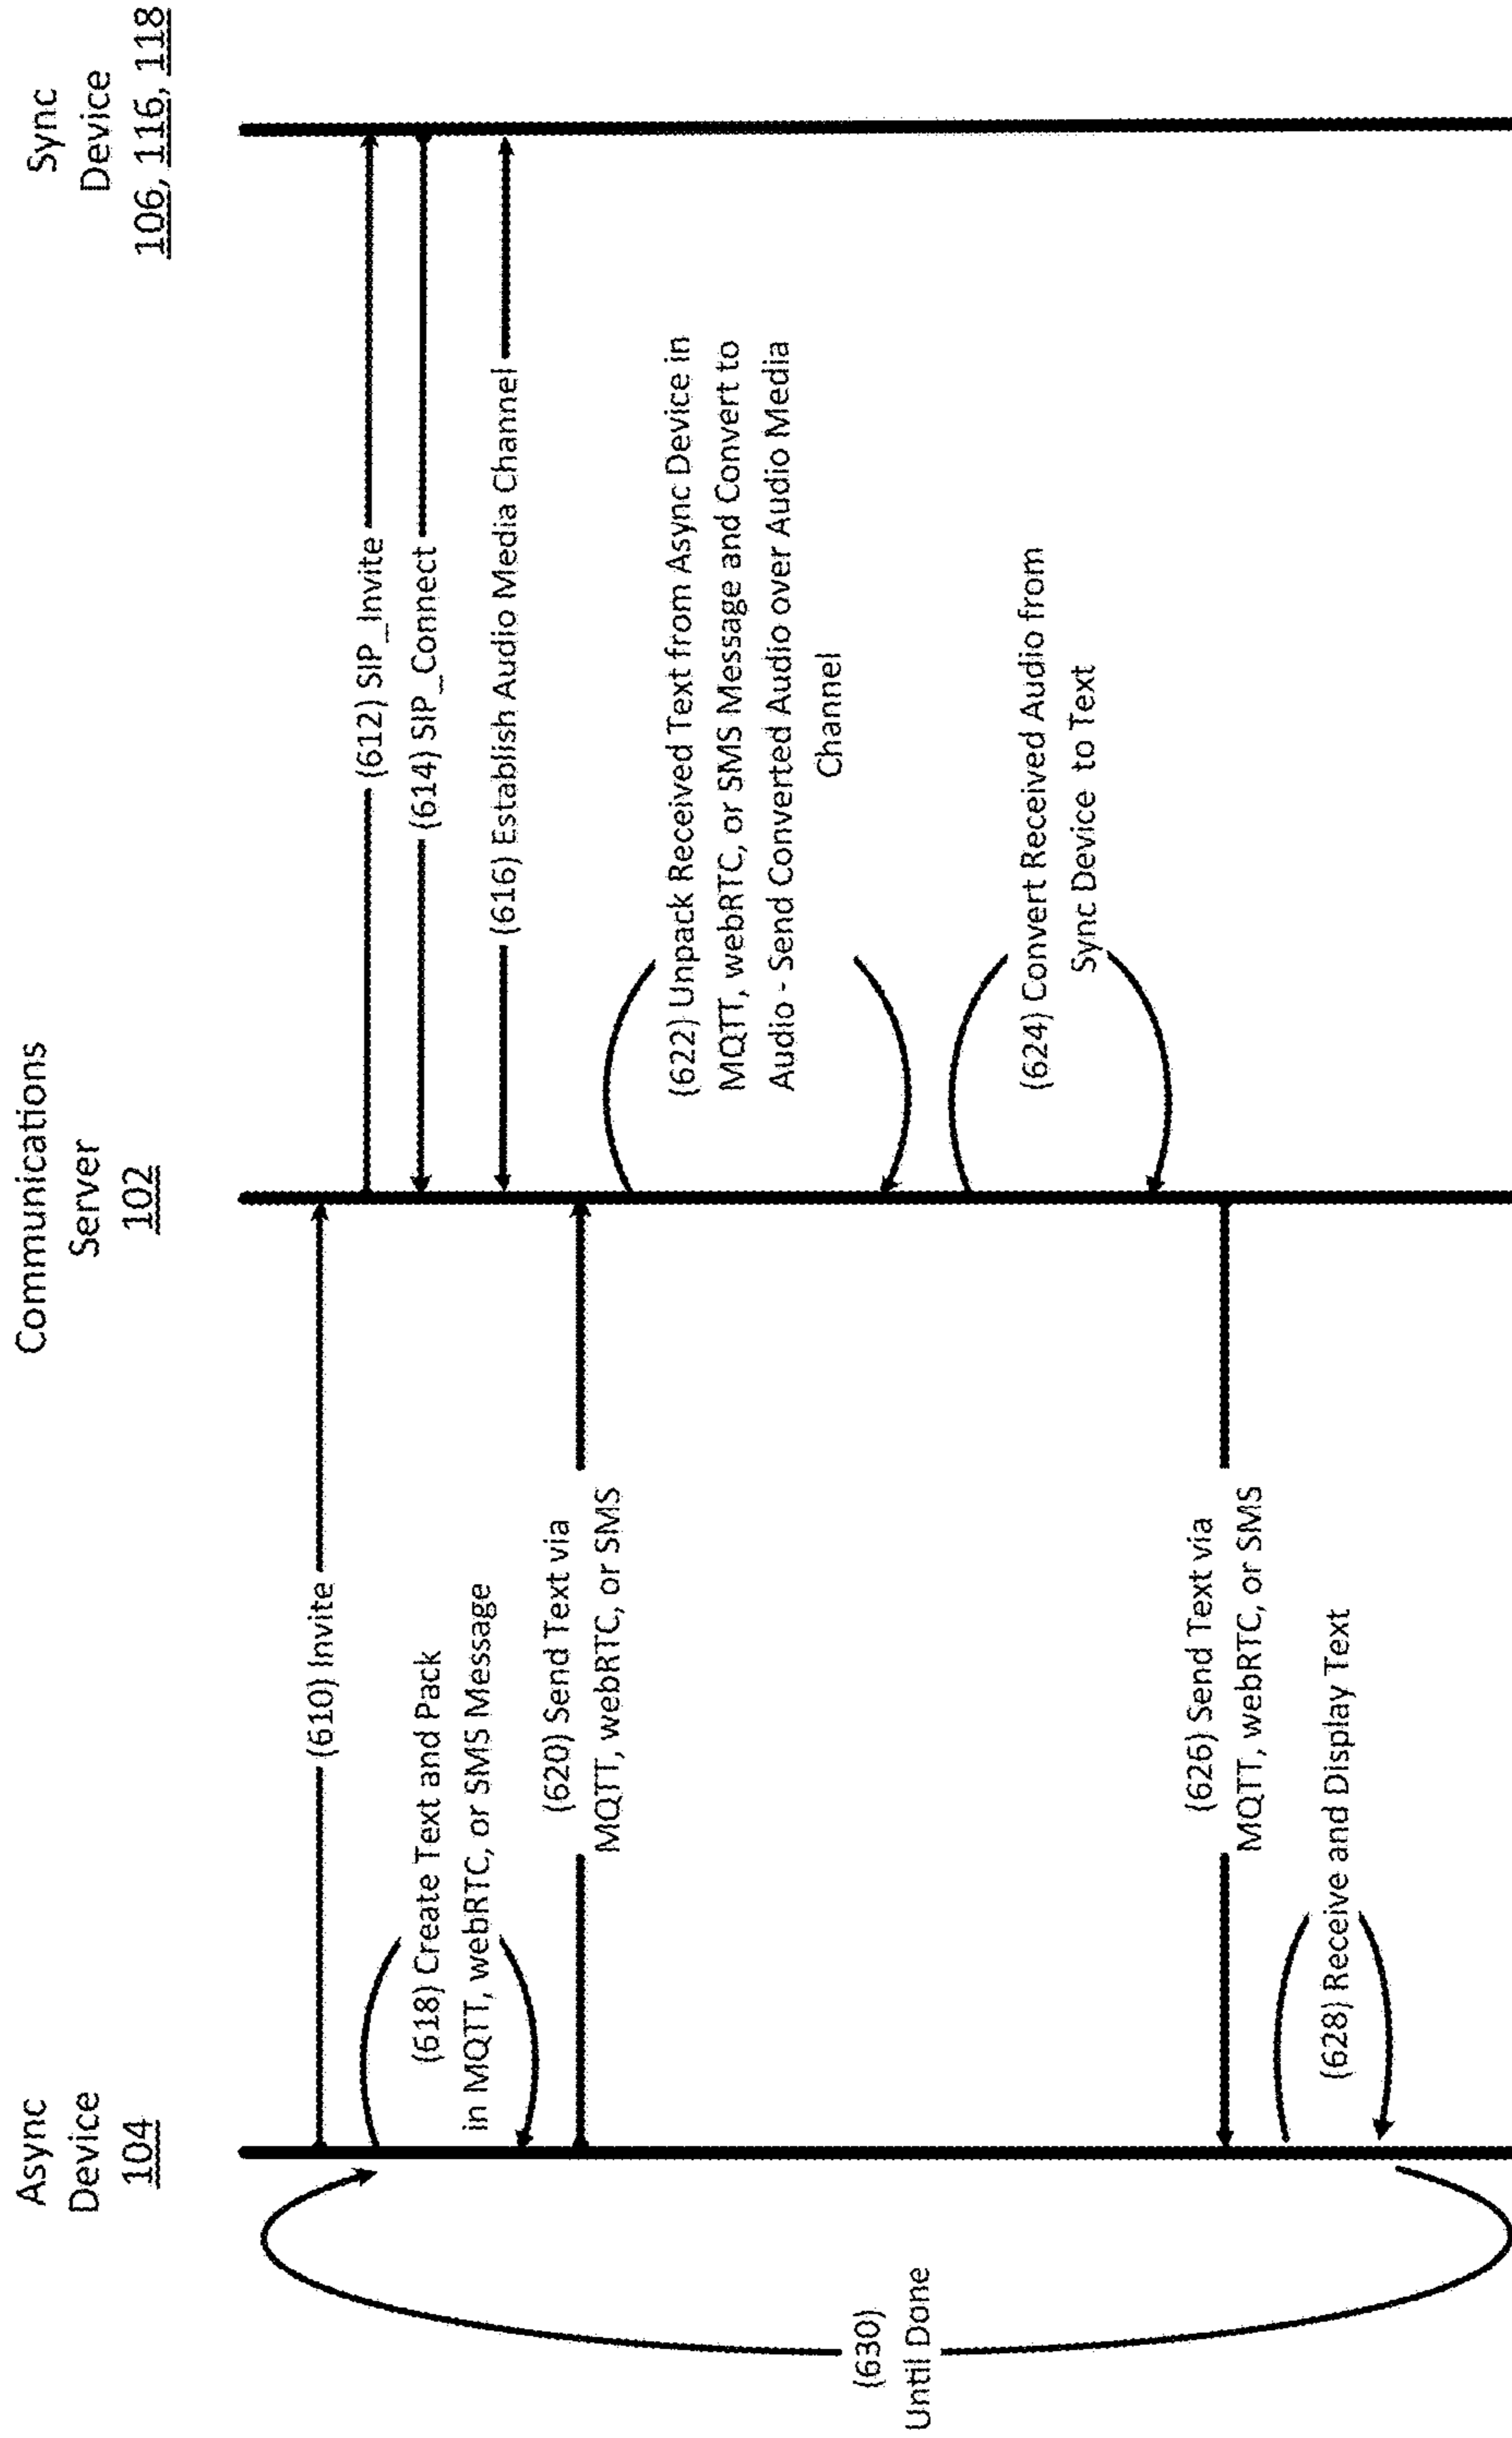 Async
Device
104
Communications
Server
102
Sync
Device
106, 116, 118
(610) Invite
(612) SIP_Invite
(614) SIP_Connect
(616) Establish Audio Media Channel
(618) Create Text and Pack
in MQTT, webRTC, or SMS Message
(620) Send Text via
MQTT, webRTC, or SMS
(622) Unpack Received Text from Async Device in
MQTT, webRTC, or SMS Message and Convert to
Audio - Send Converted Audio over Audio Media
Channel
(624) Convert Received Audio from
Sync Device to Text
(626) Send Text via
MQTT, webRTC, or SMS
(628) Receive and Display Text
(630)
Until Done